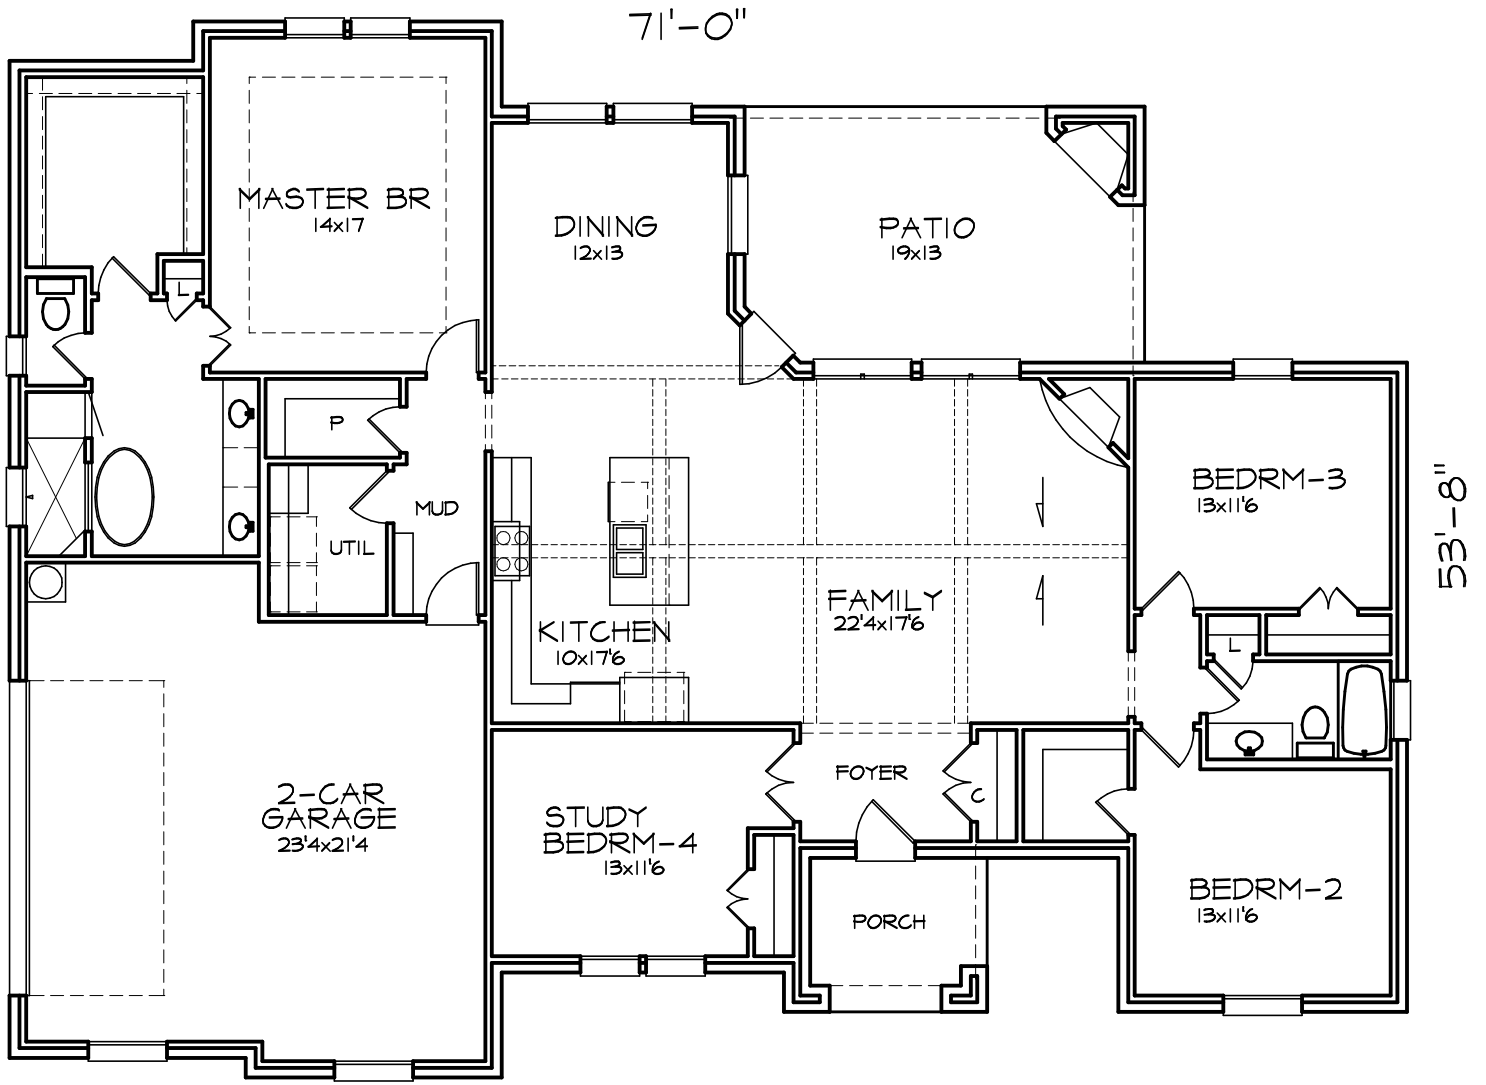 71'-0"
MASTER BR
14x17
DINING
12x13
PATIO
19x13
L
P
BEDRM-3
13x11'6
53'-8"
MUD
UTIL
FAMILY
22'4x17'6
KITCHEN
10x17'6
L
FOYER
C
2-CAR
GARAGE
23'4x21'4
STUDY
BEDRM-4
13x11'6
BEDRM-2
13x11'6
PORCH